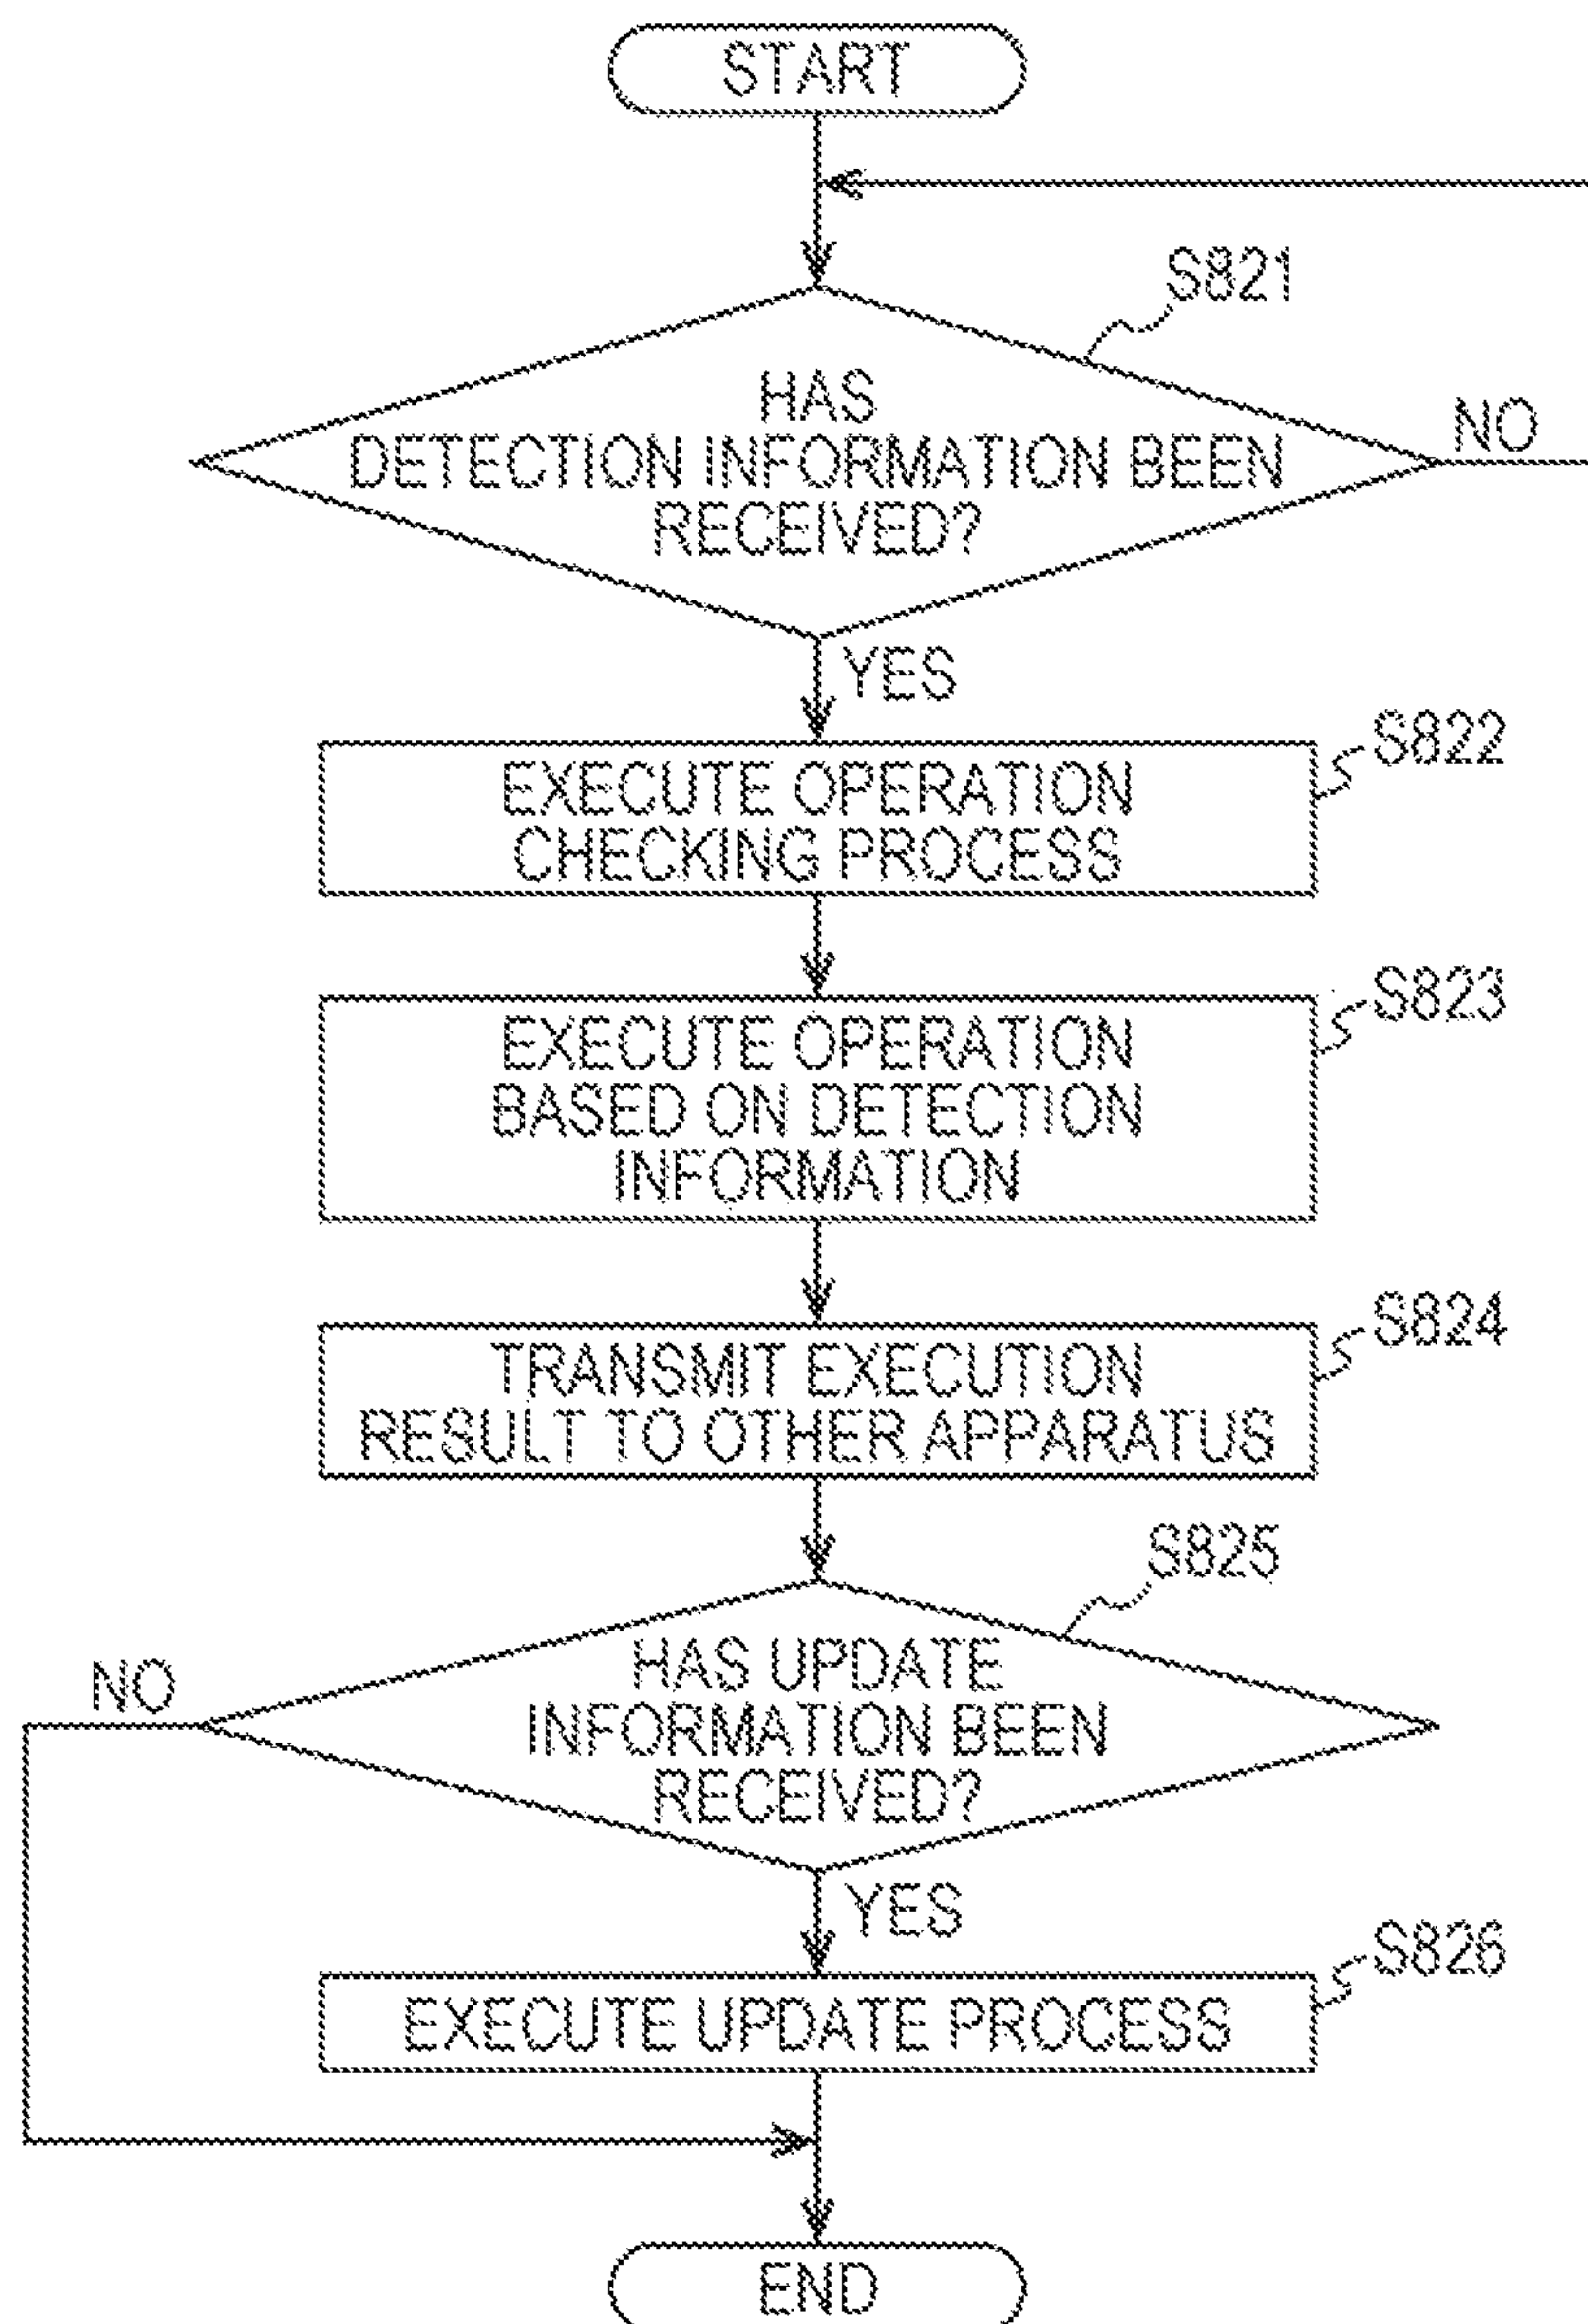 START
S821
HAS
DETECTION INFORMATION BEEN
RECEIVED?
NO
YES
S822
EXECUTE OPERATION
CHECKING PROCESS
S823
EXECUTE OPERATION
BASED ON DETECTION
INFORMATION
S824
TRANSMIT EXECUTION
RESULT TO OTHER APPARATUS
S825
HAS UPDATE
INFORMATION BEEN
RECEIVED?
NO
YES
S826
EXECUTE UPDATE PROCESS
END